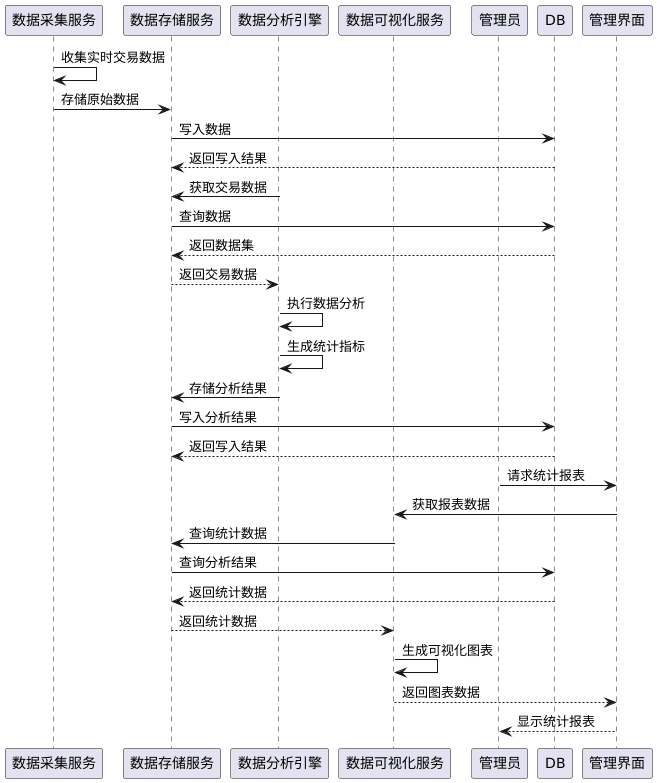 数据采集服务 数据存储服务 数据分析引擎 数据可视化服务 管理员 DB 管理界面
收集实时交易数据
存储原始数据
写入数据
返回写入结果
获取交易数据
查询数据
返回数据集
返回交易数据
执行数据分析
生成统计指标
存储分析结果
写入分析结果
返回写入结果
请求统计报表
获取报表数据
查询统计数据
查询分析结果
返回统计数据
返回统计数据
生成可视化图表
返回图表数据
显示统计报表
数据采集服务 数据存储服务 数据分析引擎 数据可视化服务 管理员 DB 管理界面